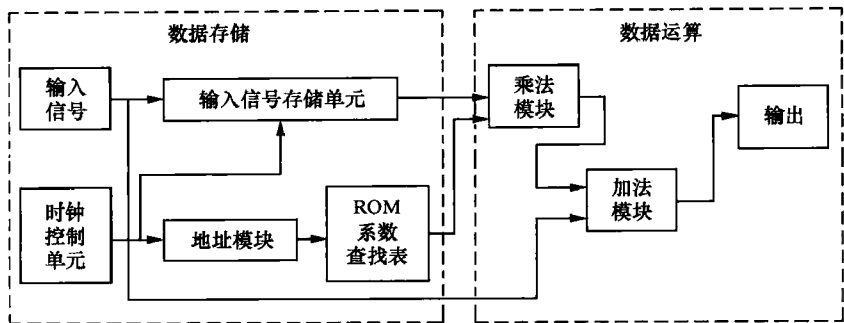 数据存储
数据运算
输入
信号
输入信号存储单元
乘法
模块
输出
时钟
控制
单元
地址模块
ROM
系数
查找表
加法
模块